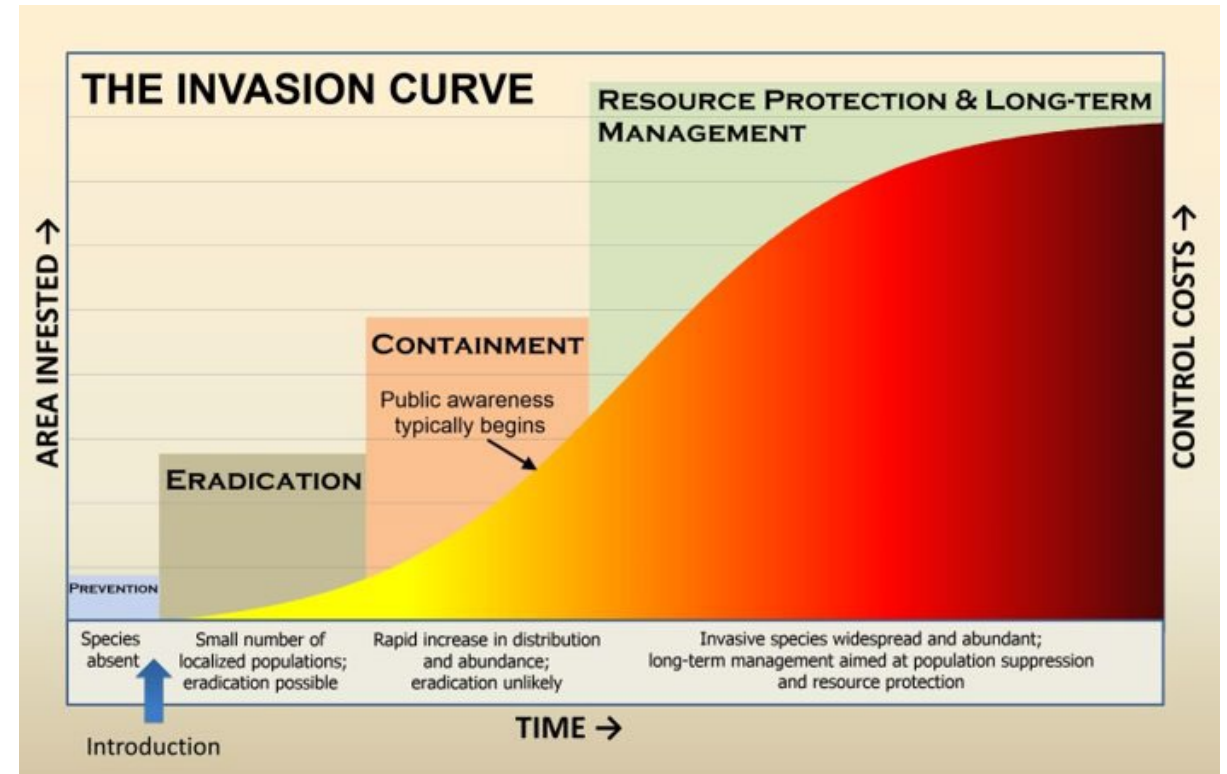 THE INVASION CURVE
RESOURCE PROTECTION & LONG-TERM
MANAGEMENT
AREA INFESTED →
CONTROL COSTS →
CONTAINMENT
Public awareness
typically begins
ERADICATION
PREVENTION
Species
absent
Small number of
localized populations;
eradication possible
Rapid increase in distribution
and abundance;
eradication unlikely
Invasive species widespread and abundant;
long-term management aimed at population suppression
and resource protection
TIME →
Introduction